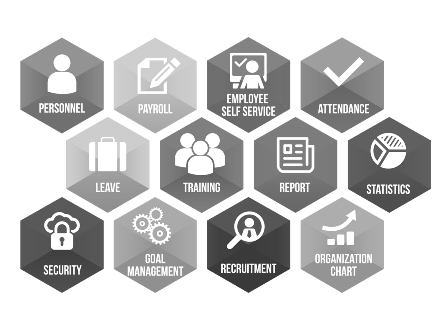 PERSONNEL
PAYROLL
EMPLOYEE
SELF SERVICE
ATTENDANCE
LEAVE
TRAINING
REPORT
STATISTICS
SECURITY
GOAL
MANAGEMENT
RECRUITMENT
ORGANIZATION
CHART